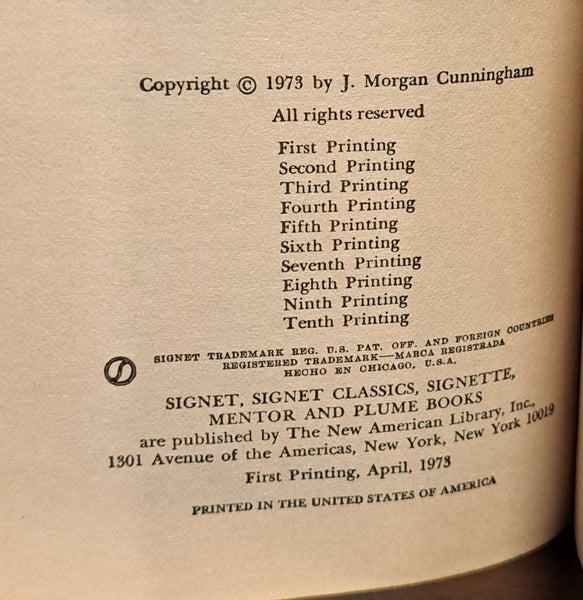 Copyright © 1973 by J. Morgan Cunningham
All rights reserved
First Printing
Second Printing
Third Printing
Fourth Printing
Fifth Printing
Sixth Printing
Seventh Printing
Eighth Printing
Ninth Printing
Tenth Printing
SIGNET TRADEMARK REG. U.S. PAT. OFF. AND FOREIGN COUNTRIES
REGISTERED TRADEMARK—MARCA REGISTRADA
HECHO EN CHICAGO, U.S.A.
SIGNET, SIGNET CLASSICS, SIGNETTE,
MENTOR AND PLUME BOOKS
are published by The New American Library, Inc.,
1301 Avenue of the Americas, New York, New York 10019
First Printing, April, 1973
PRINTED IN THE UNITED STATES OF AMERICA